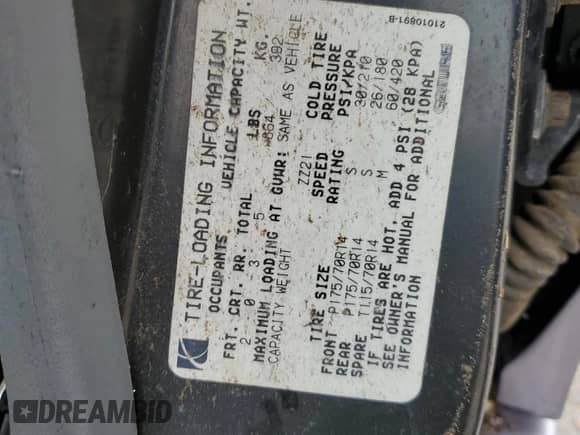 TIRE-LOADING INFORMATION
OCCUPANTS VEHICLE CAPACITY WT.
FRT. CRT. RR. TOTAL LBS KG.
2 0 3 5 864 382
MAXIMUM LOADING AT GVWR: SAME AS VEHICLE
CAPACITY WEIGHT
ZZ21
TIRE SIZE SPEED RATING COLD TIRE PRESSURE PSI/KPA
FRONT P175/70R14 S 30/210
REAR P175/70R14 S 26/180
SPARE T115/70R14 M 60/420
IF TIRES ARE HOT, ADD 4 PSI (28 KPA)
SEE OWNER'S MANUAL FOR ADDITIONAL
INFORMATION
21010891-B
DREAMBID